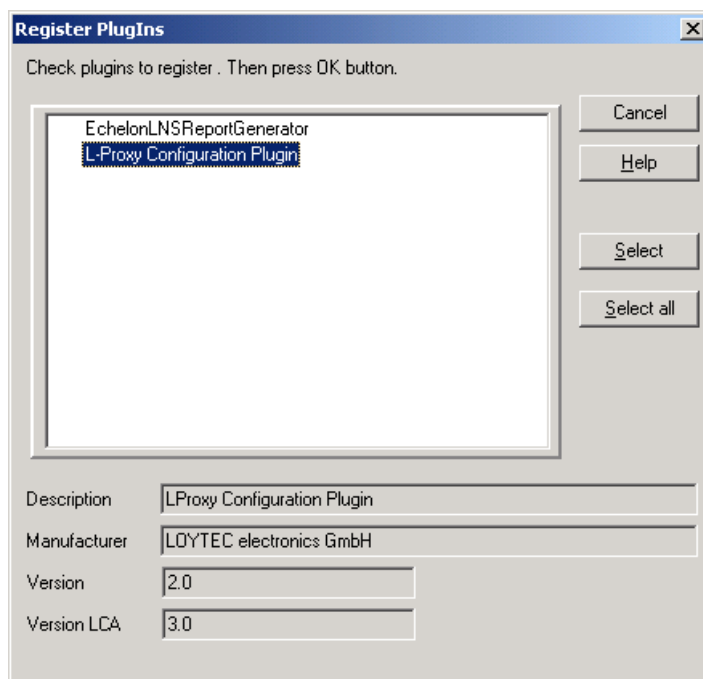 Register PlugIns
Check plugins to register . Then press OK button.
EchelonLNSReportGenerator
L-Proxy Configuration Plugin
Cancel
Help
Select
Select all
Description LProxy Configuration Plugin
Manufacturer LOYTEC electronics GmbH
Version 2.0
Version LCA 3.0